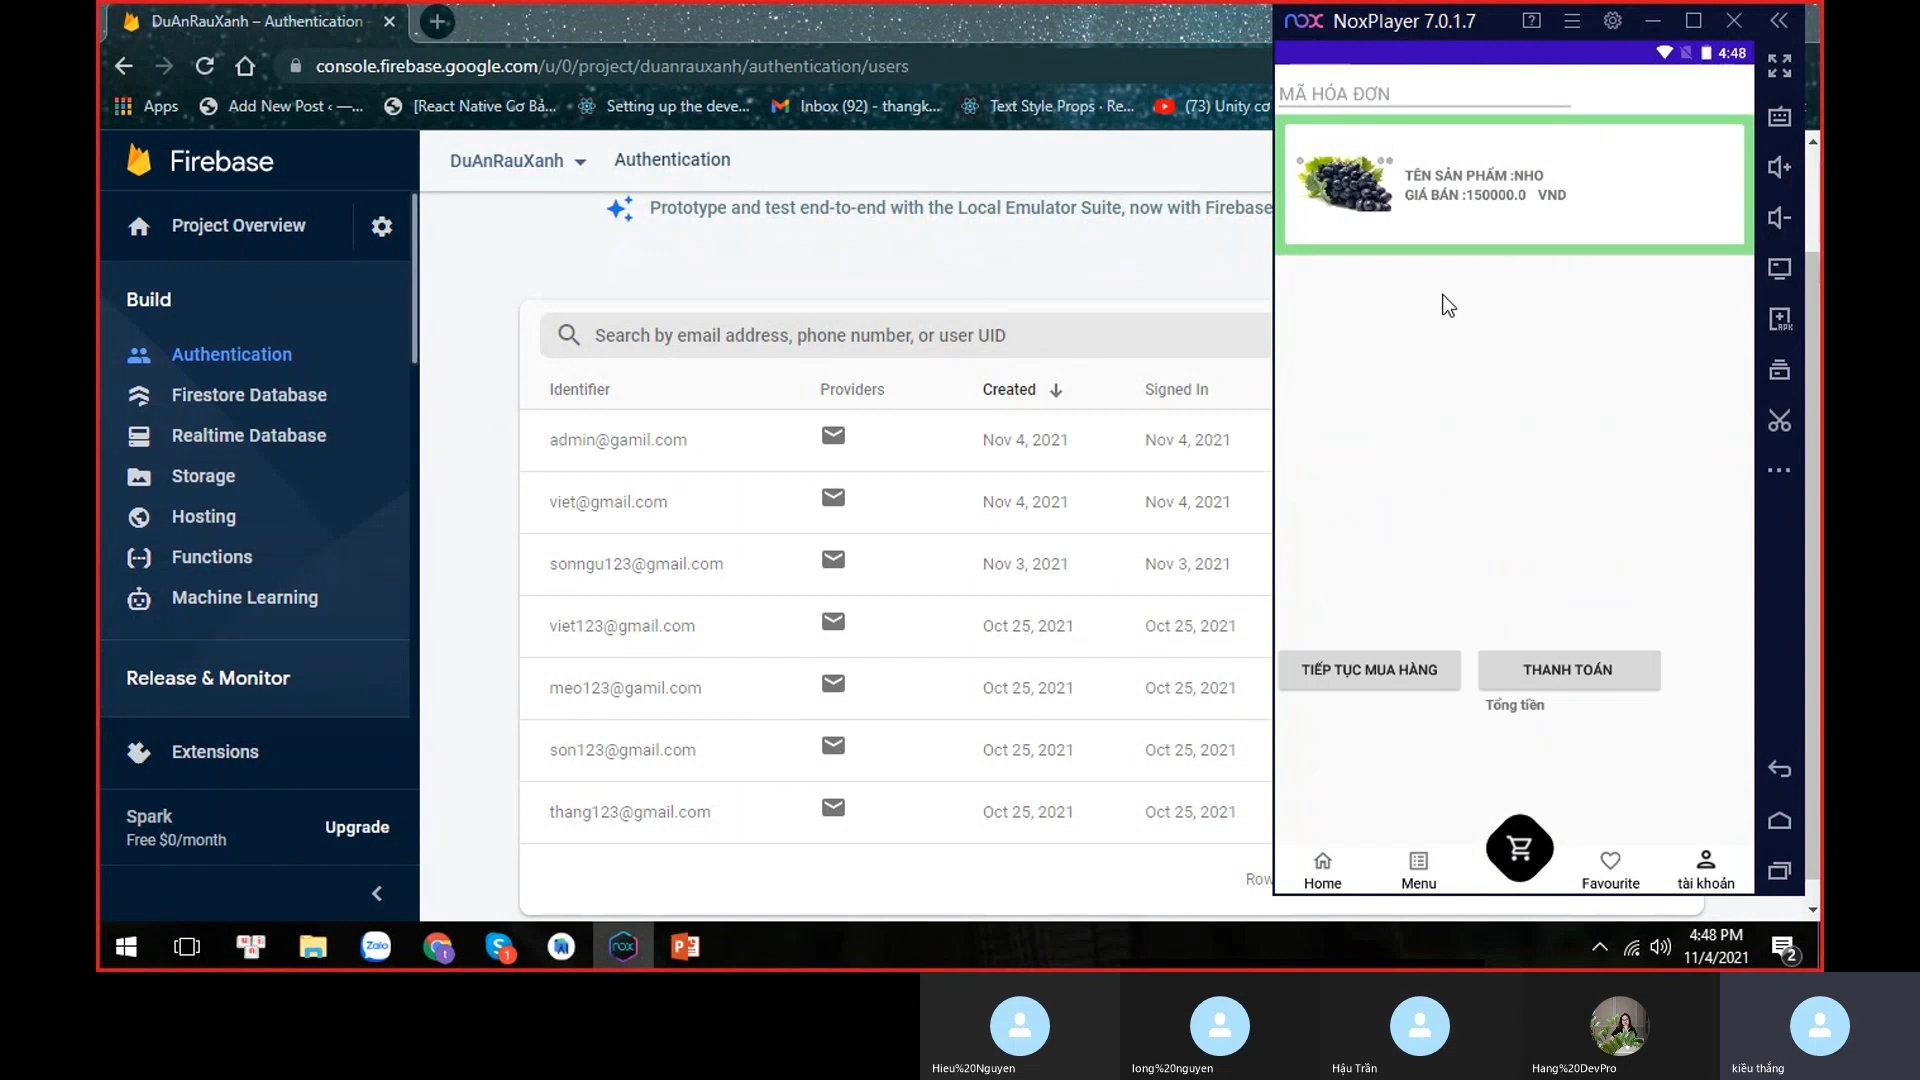 DuAnRauXanh – Authentication
console.firebase.google.com/u/0/project/duanrauxanh/authentication/users
Apps
Add New Post ‹ —...
[React Native Cơ Bả...
Setting up the deve...
Inbox (92) - thangk...
Text Style Props · Re...
(73) Unity cơ
Firebase
Project Overview
Build
Authentication
Firestore Database
Realtime Database
Storage
Hosting
Functions
Machine Learning
Release & Monitor
Extensions
Spark
Free $0/month
Upgrade
DuAnRauXanh
Authentication
Prototype and test end-to-end with the Local Emulator Suite, now with Firebase
Search by email address, phone number, or user UID
Identifier Providers Created Signed In
admin@gamil.com Nov 4, 2021 Nov 4, 2021
viet@gmail.com Nov 4, 2021 Nov 4, 2021
sonngu123@gmail.com Nov 3, 2021 Nov 3, 2021
viet123@gmail.com Oct 25, 2021 Oct 25, 2021
meo123@gamil.com Oct 25, 2021 Oct 25, 2021
son123@gmail.com Oct 25, 2021 Oct 25, 2021
thang123@gmail.com Oct 25, 2021 Oct 25, 2021
Row
nox NoxPlayer 7.0.1.7
4:48
MÃ HÓA ĐƠN
TÊN SẢN PHẨM :NHO
GIÁ BÁN :150000.0 VND
TIẾP TỤC MUA HÀNG
THANH TOÁN
Tổng tiền
Home
Menu
Favourite
tài khoản
APK
Zalo
nox
4:48 PM
11/4/2021
2
Hieu%20Nguyen
long%20nguyen
Hậu Trần
Hang%20DevPro
kiều thắng